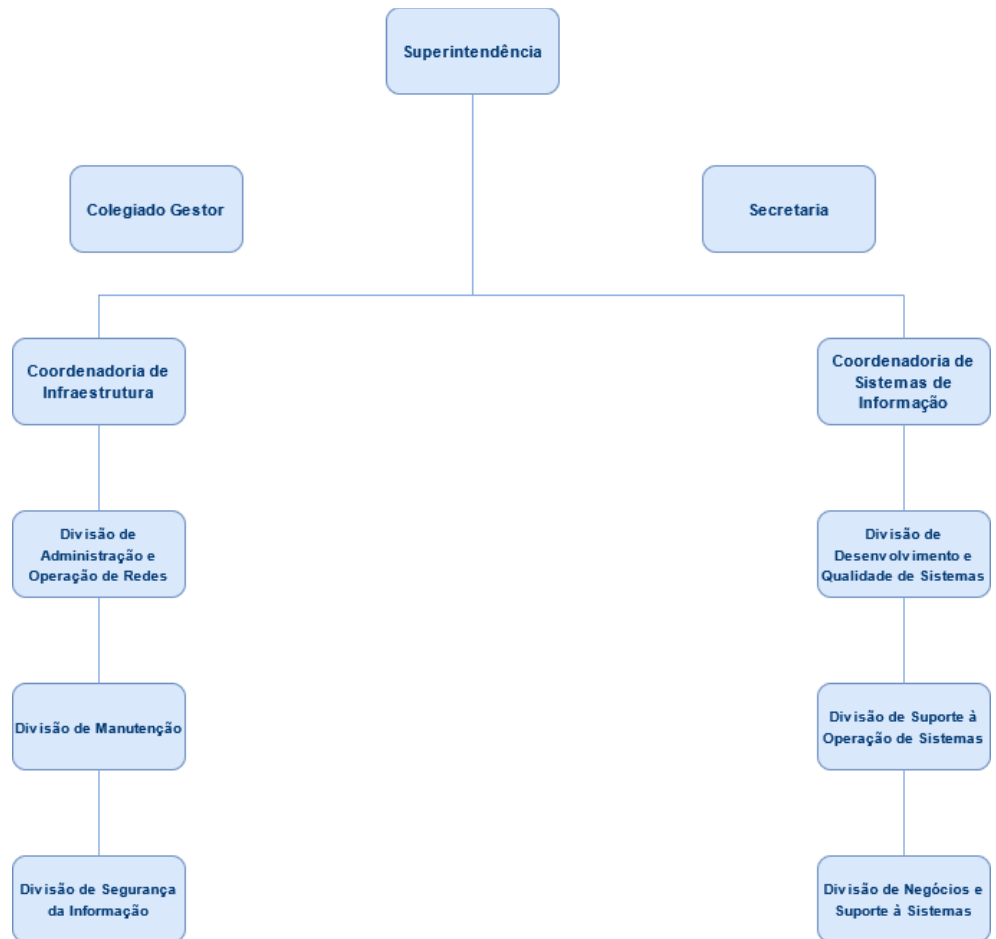 Superintendência
Colegiado Gestor
Secretaria
Coordenadoria de
Infraestrutura
Coordenadoria de
Sistemas de
Informação
Divisão de
Administração e
Operação de Redes
Divisão de
Desenvolvimento e
Qualidade de Sistemas
Divisão de Manutenção
Divisão de Suporte à
Operação de Sistemas
Divisão de Segurança
da Informação
Divisão de Negócios e
Suporte à Sistemas